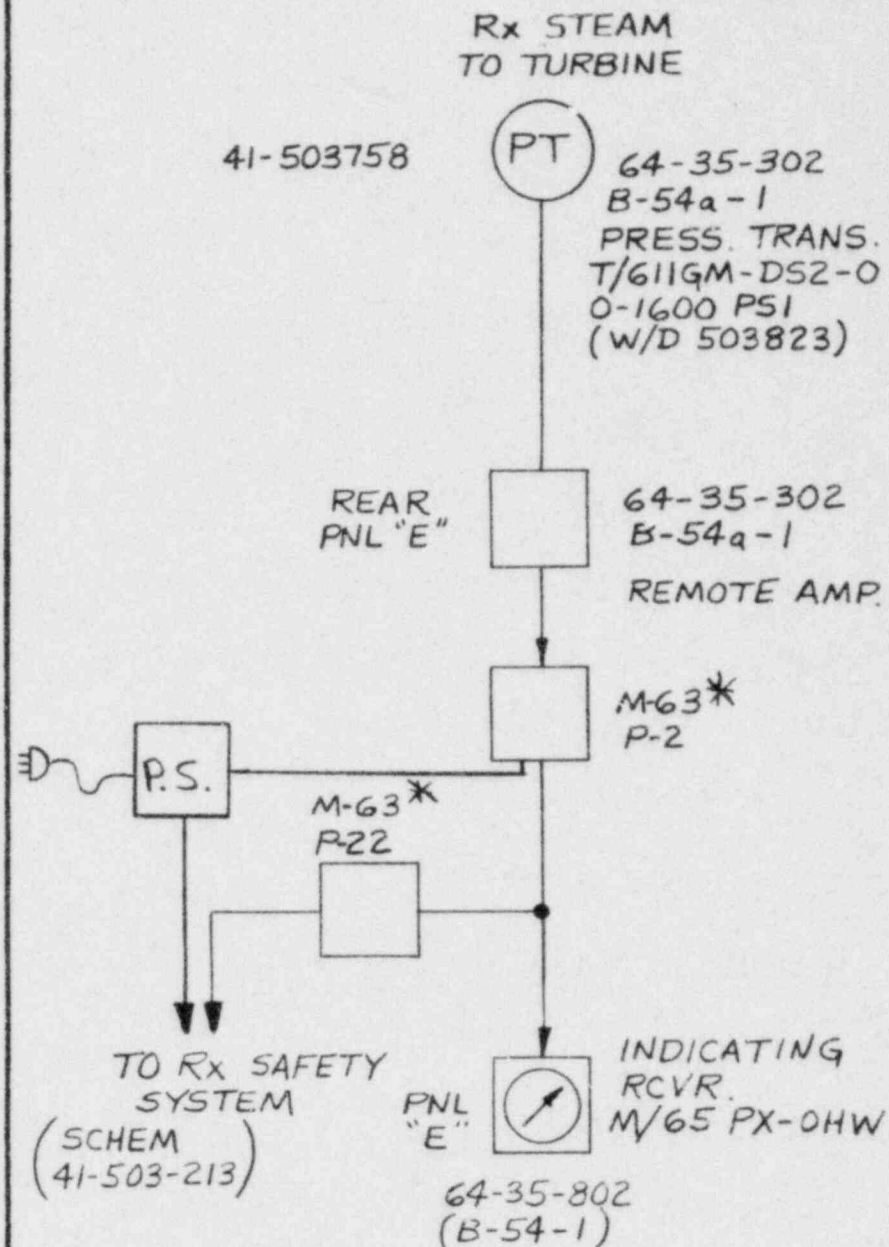 Rx STEAM
TO TURBINE
41-503758
PT
64-35-302
B-54a-1
PRESS. TRANS.
T/611GM-DS2-O
0-1600 PSI
(W/D 503823)
REAR
PNL "E"
64-35-302
B-54a-1
REMOTE AMP.
M-63*
P-2
P.S.
M-63*
P-22
TO Rx SAFETY
SYSTEM
(SCHEM
41-503-213)
PNL
"E"
INDICATING
RCVR.
M/65 PX-OHW
64-35-802
(B-54-1)